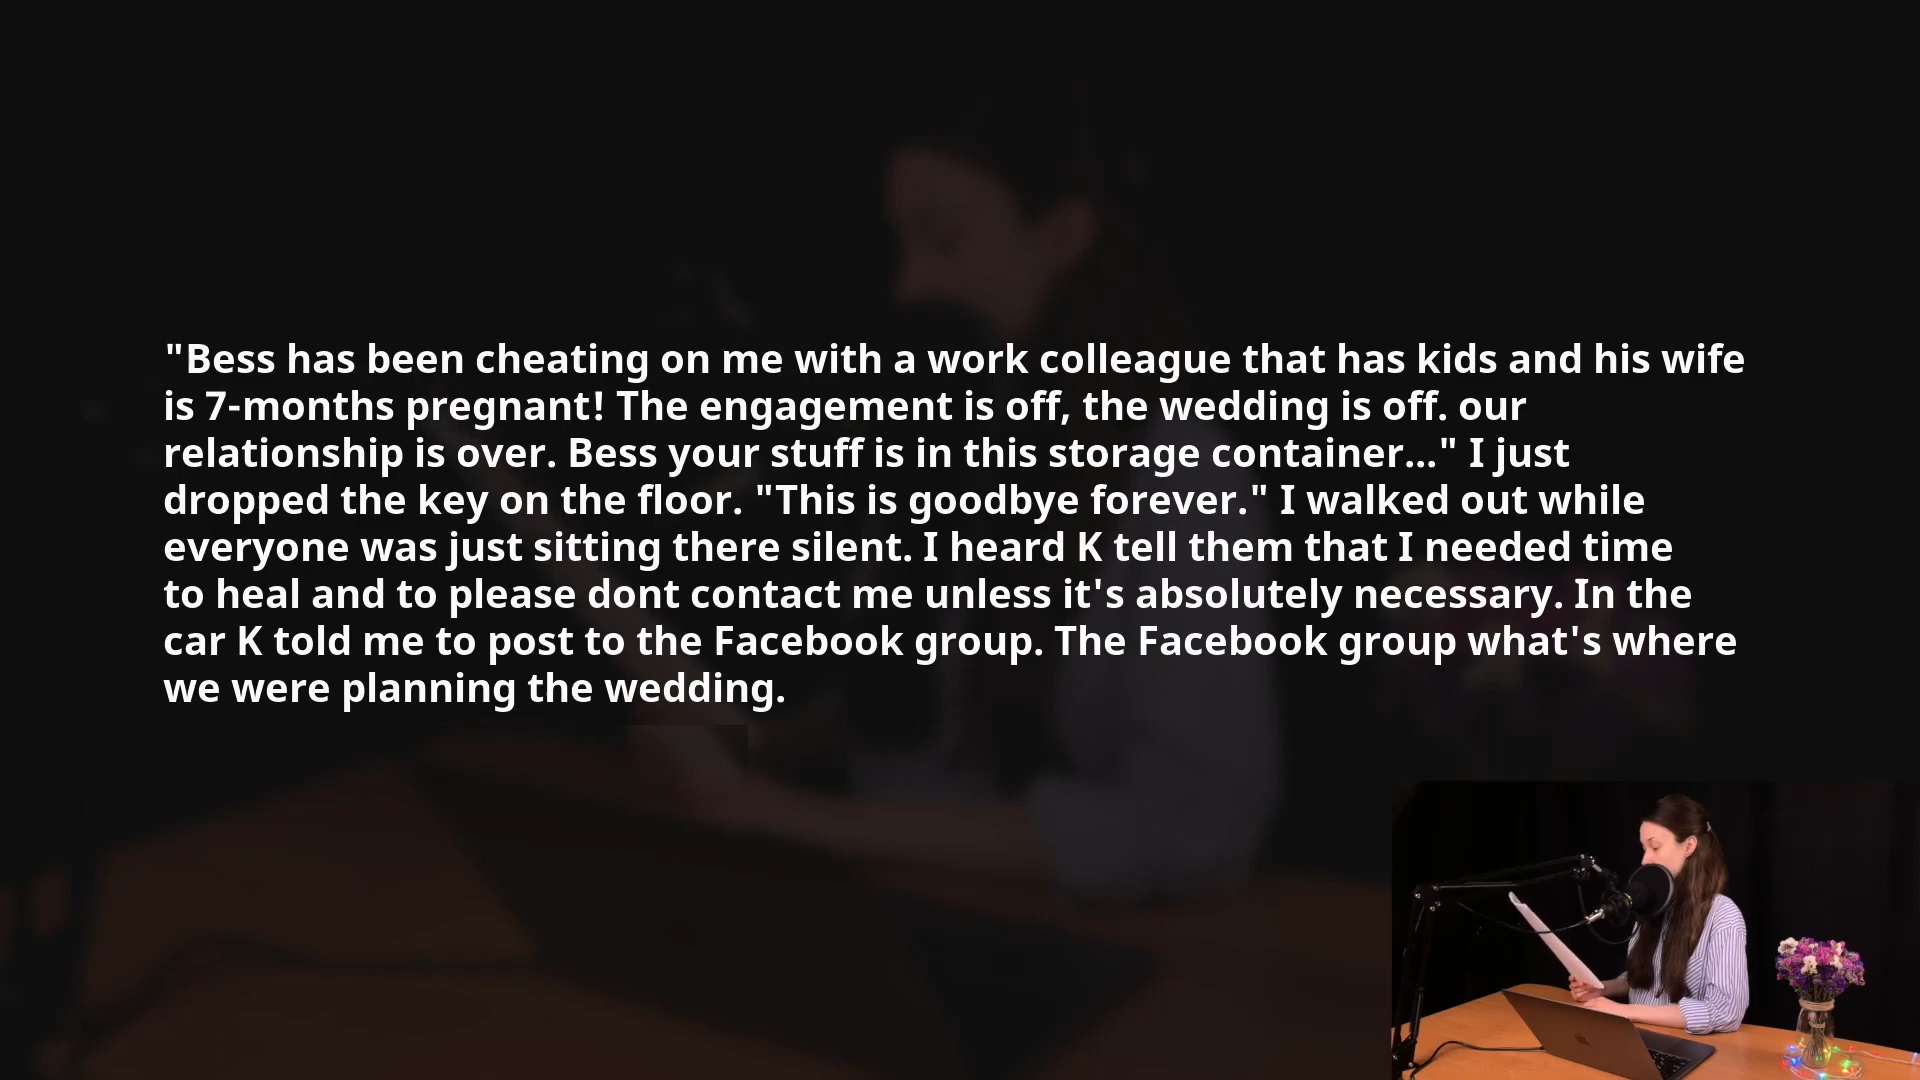 "Bess has been cheating on me with a work colleague that has kids and his wife
is 7-months pregnant! The engagement is off, the wedding is off. our
relationship is over. Bess your stuff is in this storage container..." I just
dropped the key on the floor. "This is goodbye forever." I walked out while
everyone was just sitting there silent. I heard K tell them that I needed time
to heal and to please dont contact me unless it's absolutely necessary. In the
car K told me to post to the Facebook group. The Facebook group what's where
we were planning the wedding.